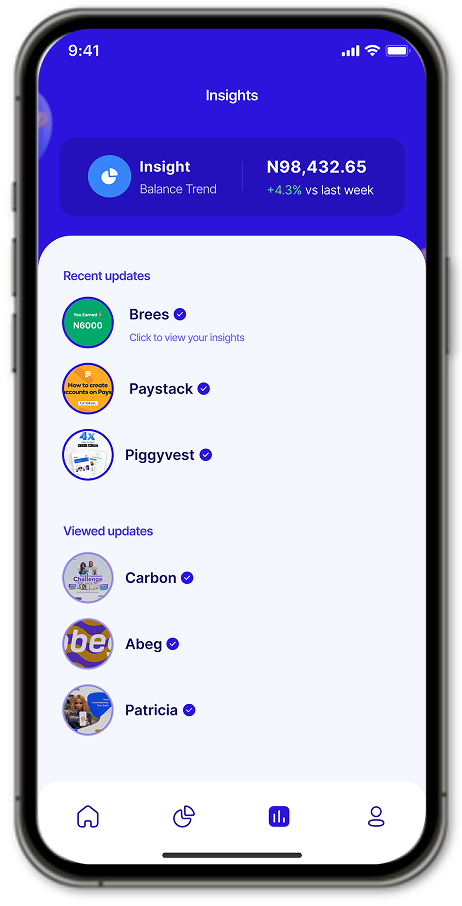 9:41
Insights
Insight
N98,432.65
Balance Trend
+4.3% vs last week
Recent updates
You Earned
N6000
Brees
Click to view your insights
How to create
accounts on Pays
TUTORIAL
Paystack
4X
Piggyvest
Viewed updates
Challenge
Carbon
abeg
Abeg
Patricia